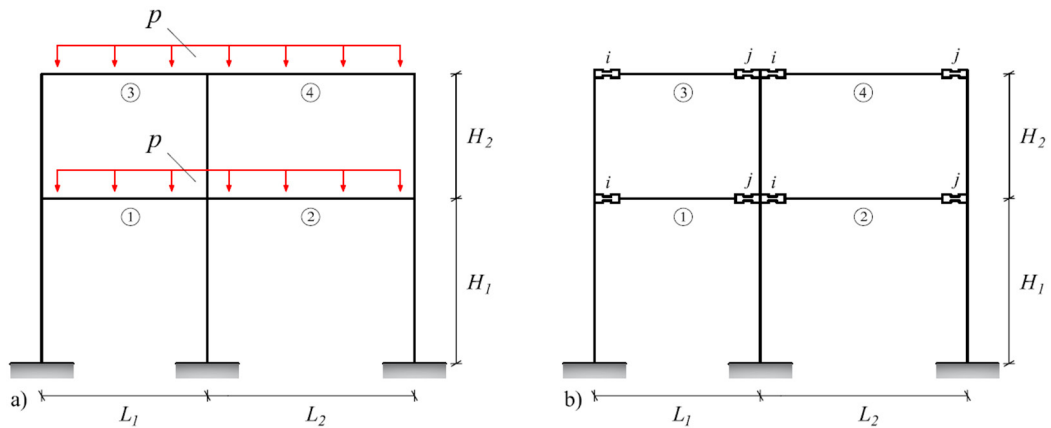 p
③ ④
H₂
p
① ②
H₁
a)
L₁ L₂
i j i j
③ ④
H₂
i j i j
① ②
H₁
b)
L₁ L₂